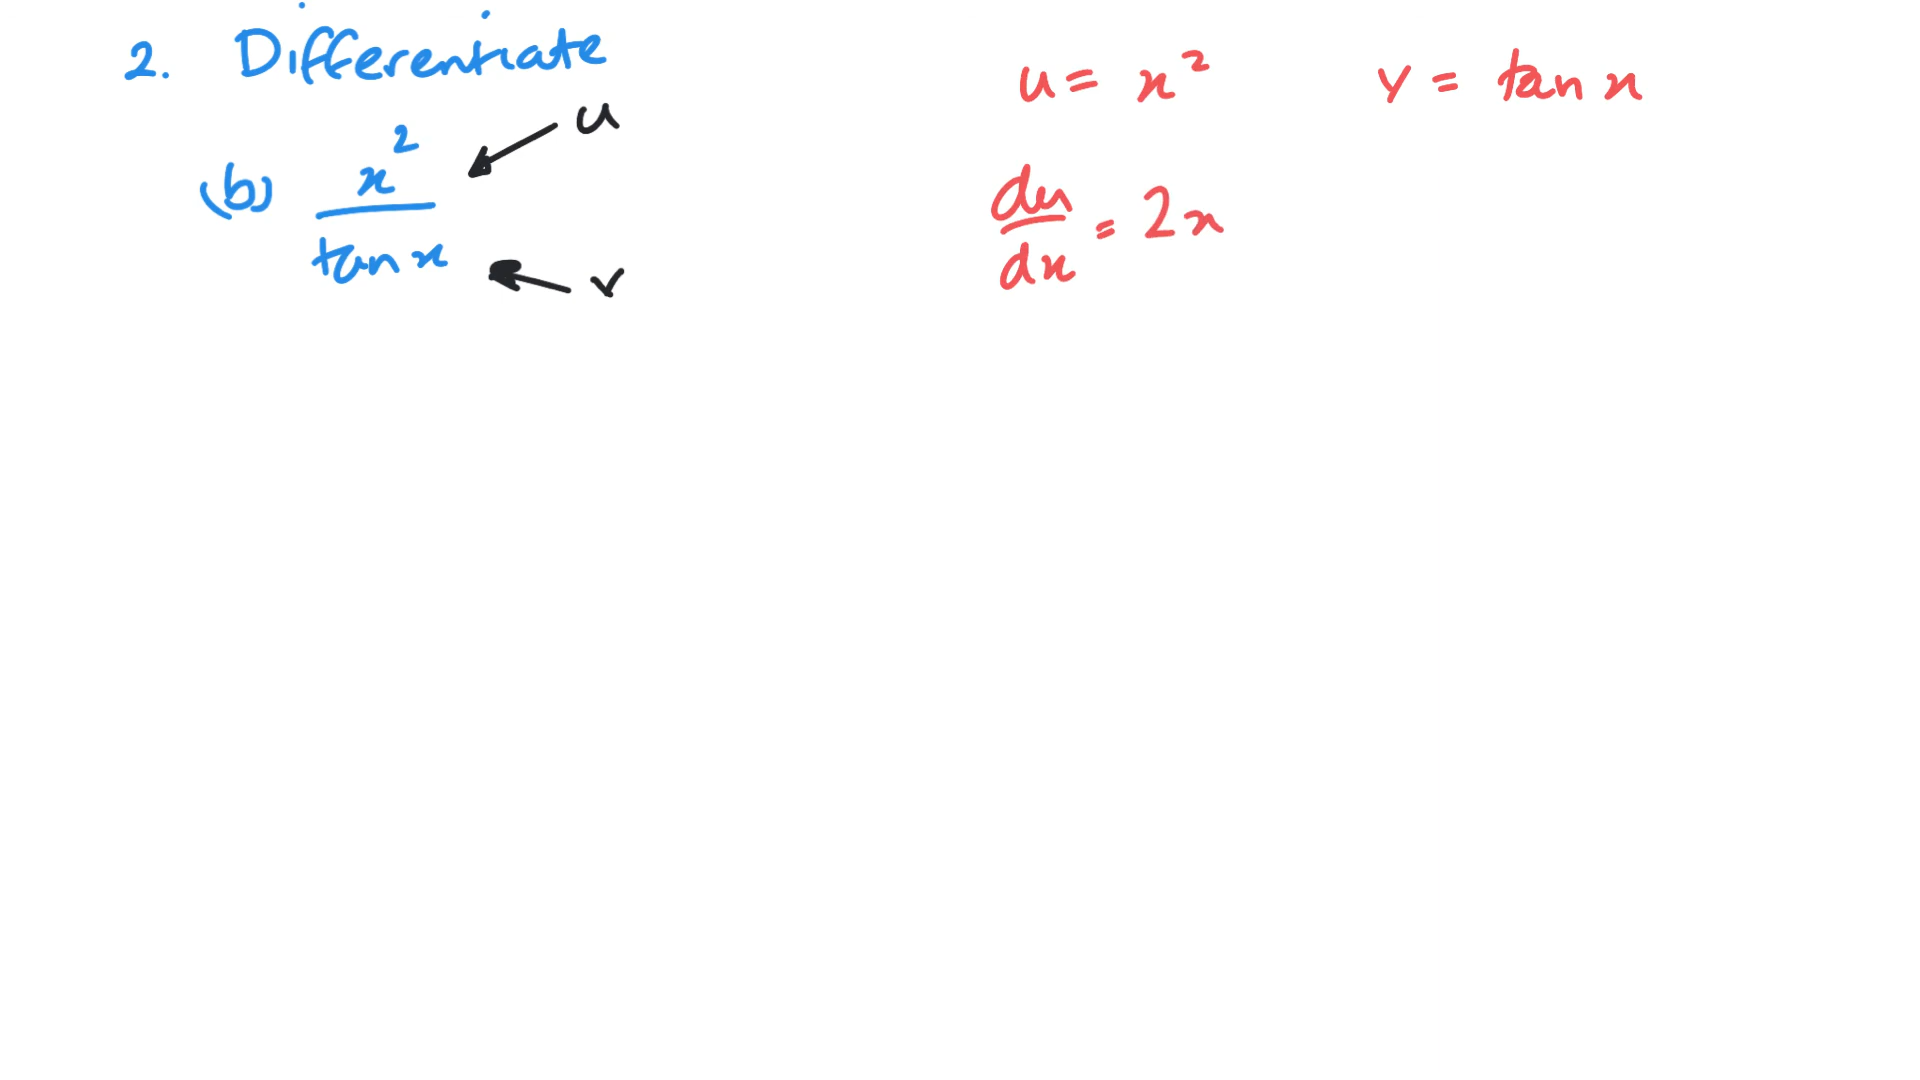 2. Differentiate
(b) x² / tan x
u
v
u = x²
v = tan x
du/dx = 2x